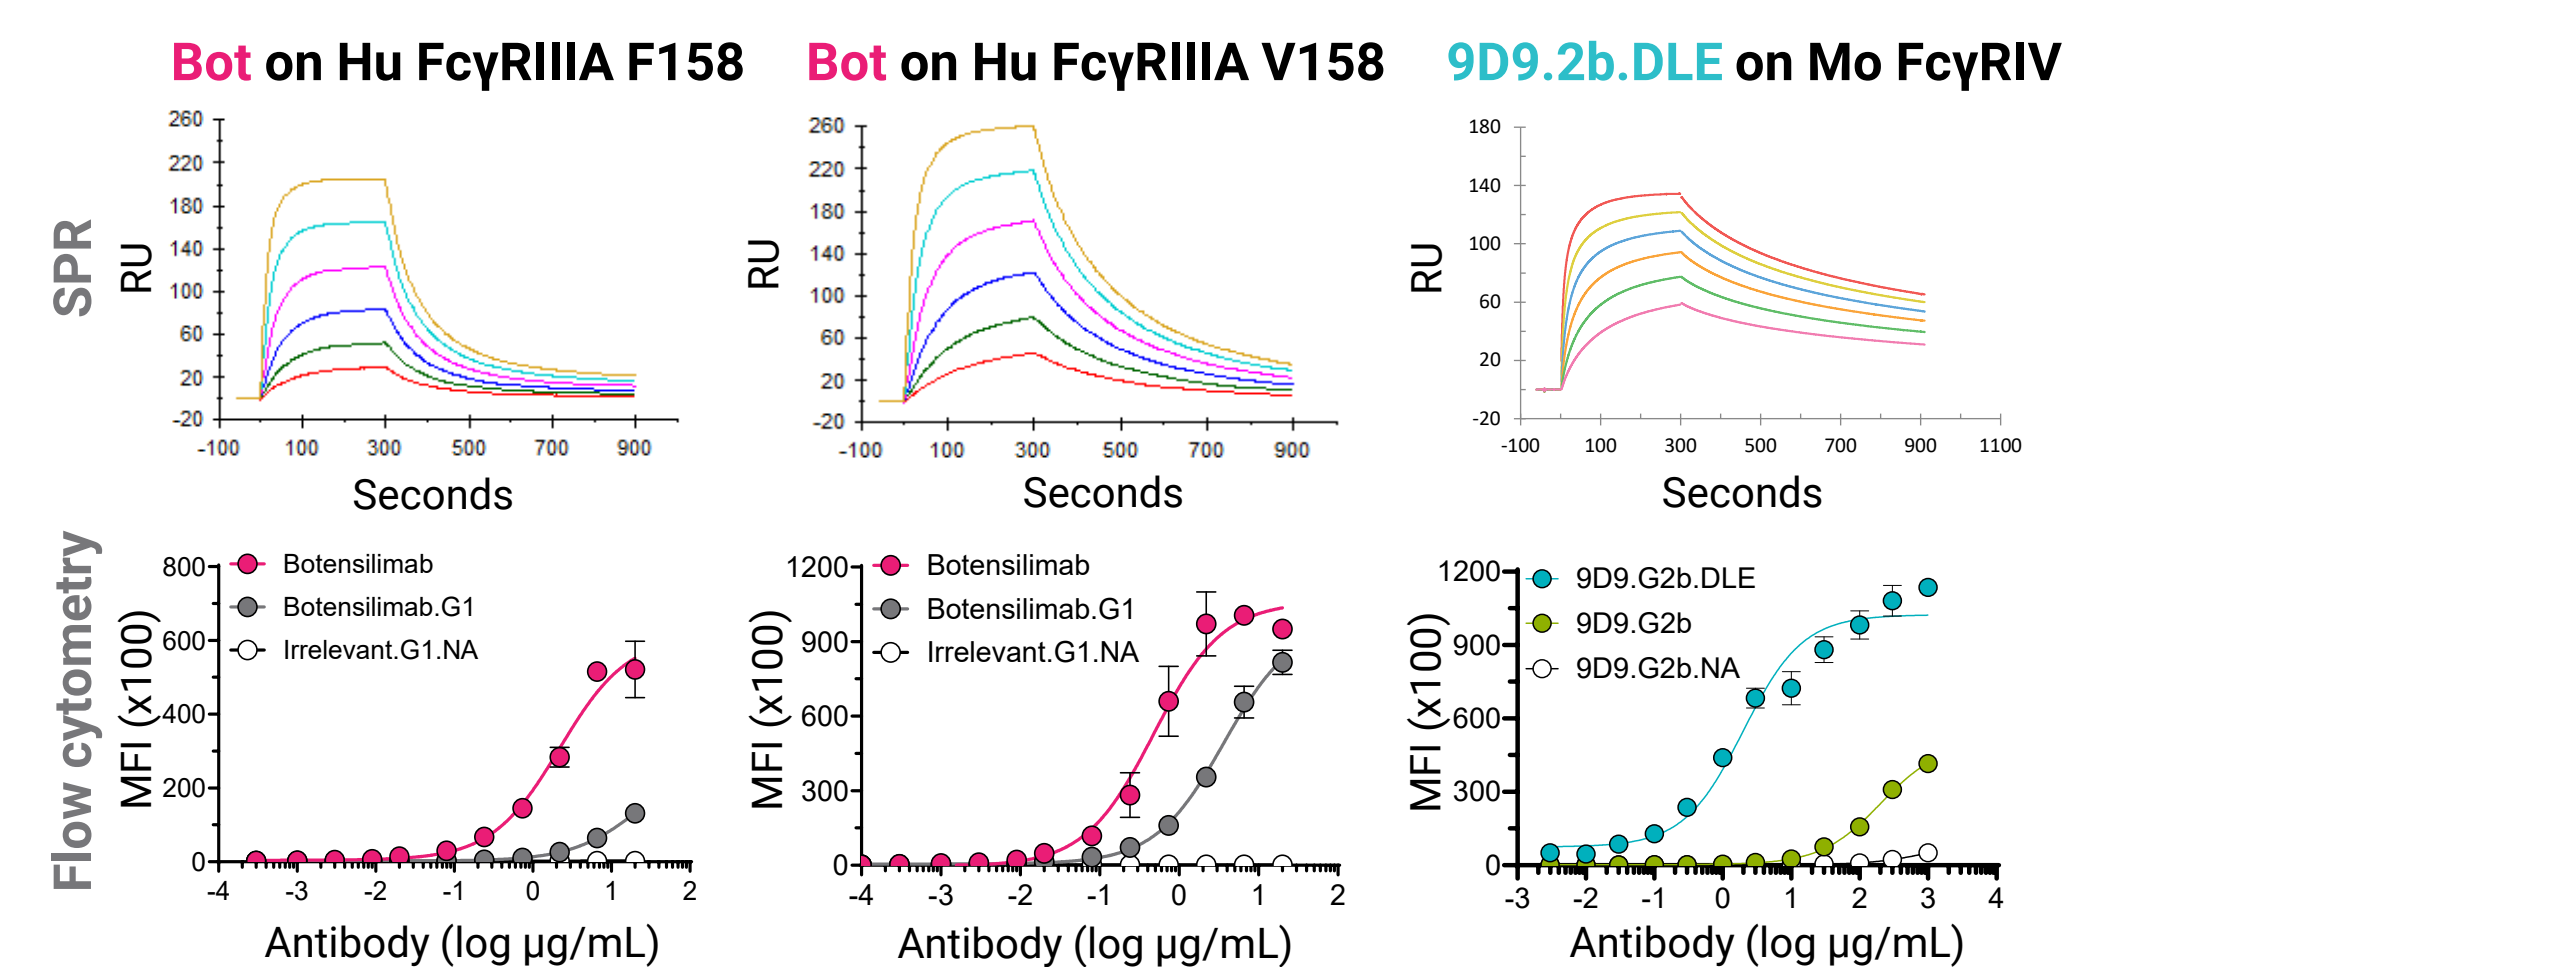 Bot on Hu FcγRIIIA F158
Bot on Hu FcγRIIIA V158
9D9.2b.DLE on Mo FcγRIV
SPR
RU
260
220
180
140
100
60
20
-20
-100 100 300 500 700 900
Seconds
RU
260
220
180
140
100
60
20
-20
-100 100 300 500 700 900
Seconds
RU
180
140
100
60
20
-20
-100 100 300 500 700 900 1100
Seconds
Flow cytometry
MFI (x100)
800
600
400
200
0
Botensilimab
Botensilimab.G1
Irrelevant.G1.NA
-4 -3 -2 -1 0 1 2
Antibody (log µg/mL)
MFI (x100)
1200
900
600
300
0
Botensilimab
Botensilimab.G1
Irrelevant.G1.NA
-4 -3 -2 -1 0 1 2
Antibody (log µg/mL)
MFI (x100)
1200
900
600
300
0
9D9.G2b.DLE
9D9.G2b
9D9.G2b.NA
-3 -2 -1 0 1 2 3 4
Antibody (log µg/mL)